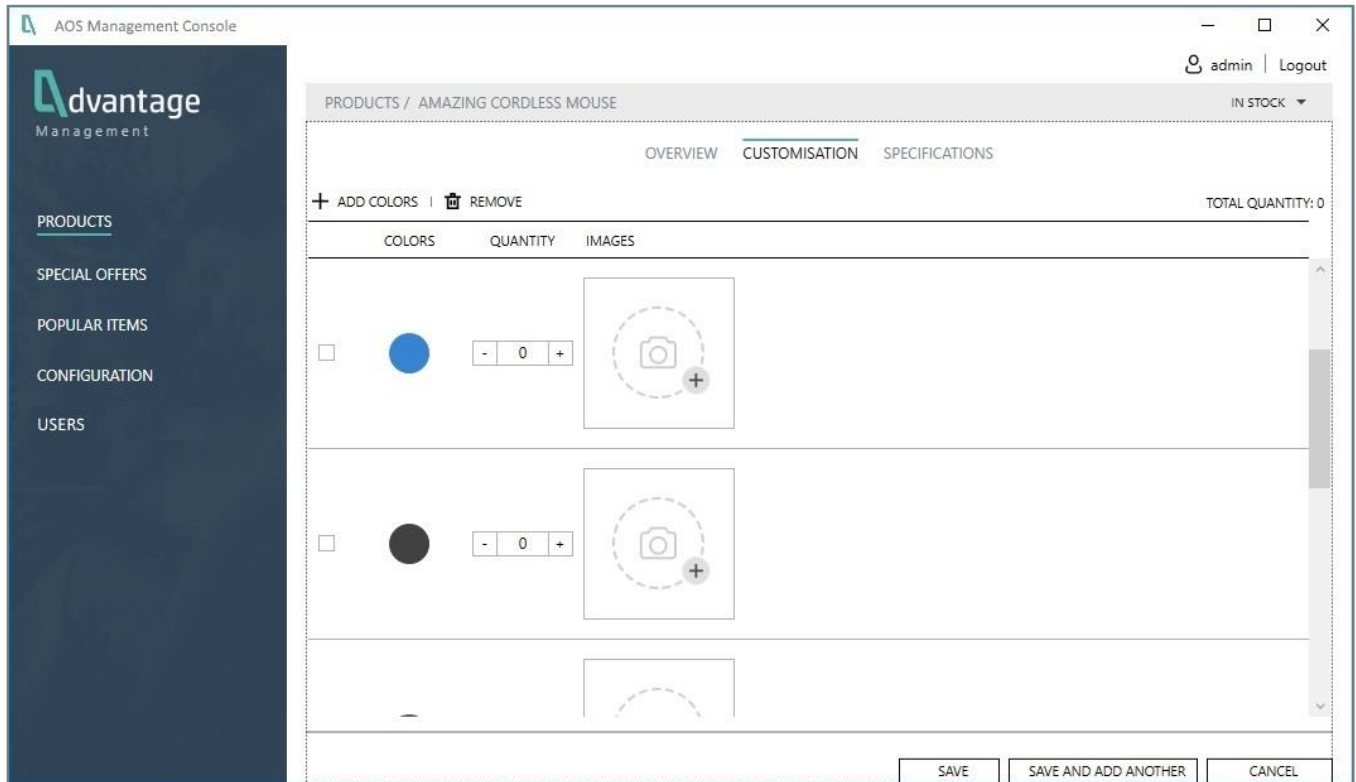 AOS Management Console
admin | Logout
Advantage
Management
PRODUCTS / AMAZING CORDLESS MOUSE
IN STOCK
OVERVIEW CUSTOMISATION SPECIFICATIONS
+ ADD COLORS | REMOVE
TOTAL QUANTITY: 0
PRODUCTS
SPECIAL OFFERS
POPULAR ITEMS
CONFIGURATION
USERS
COLORS QUANTITY IMAGES
- 0 +
- 0 +
SAVE SAVE AND ADD ANOTHER CANCEL